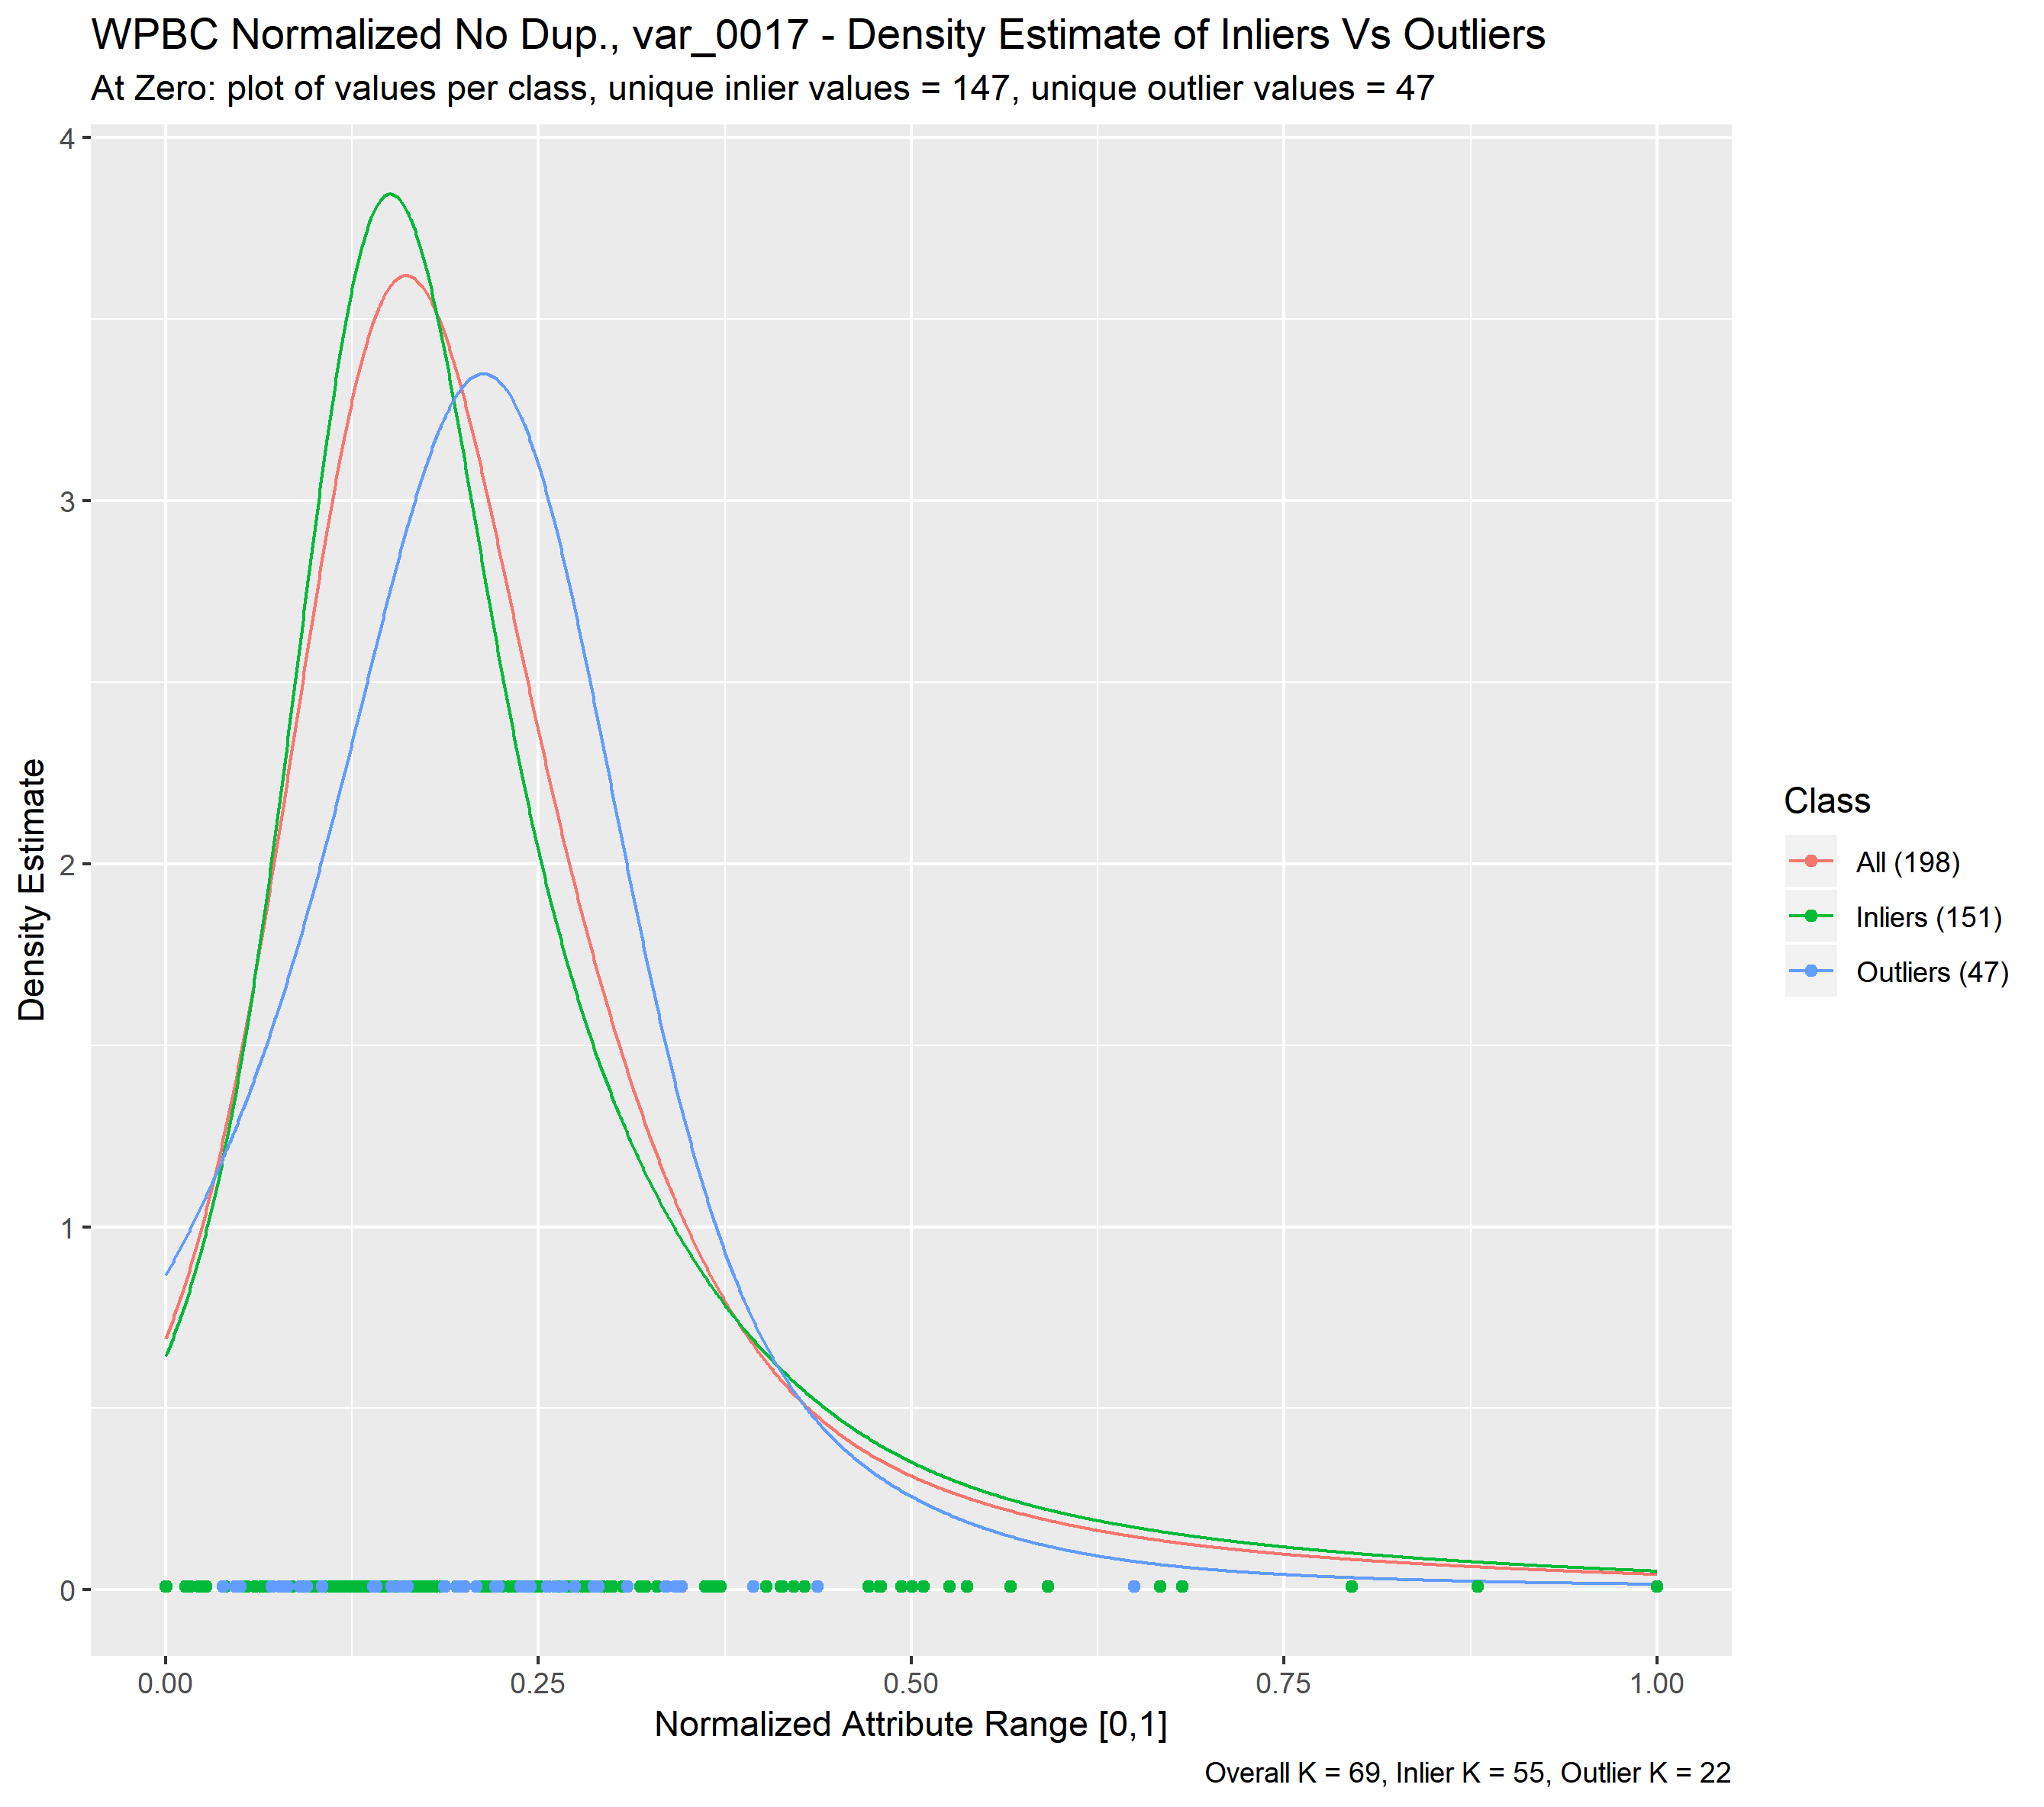 WPBC Normalized No Dup., var_0017 - Density Estimate of Inliers Vs Outliers
At Zero: plot of values per class, unique inlier values = 147, unique outlier values = 47
4
3
2
1
0
Density Estimate
0.00 0.25 0.50 0.75 1.00
Normalized Attribute Range [0,1]
Class
All (198)
Inliers (151)
Outliers (47)
Overall K = 69, Inlier K = 55, Outlier K = 22